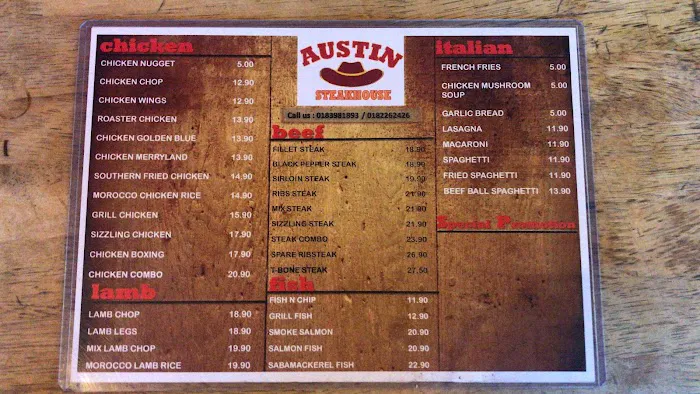 chicken
CHICKEN NUGGET 5.00
CHICKEN CHOP 12.90
CHICKEN WINGS 12.90
ROASTER CHICKEN 13.90
CHICKEN GOLDEN BLUE 13.90
CHICKEN MERRYLAND 13.90
SOUTHERN FRIED CHICKEN 14.90
MOROCCO CHICKEN RICE 14.90
GRILL CHICKEN 15.90
SIZZLING CHICKEN 17.90
CHICKEN BOXING 17.90
CHICKEN COMBO 20.90
lamb
LAMB CHOP 18.90
LAMB LEGS 18.90
MIX LAMB CHOP 19.90
MOROCCO LAMB RICE 19.90
AUSTIN
STEAKHOUSE
Call us : 0183981893 / 0182262426
beef
FILLET STEAK 18.90
BLACK PEPPER STEAK 18.90
SIRLOIN STEAK 19.90
RIBS STEAK 21.90
MIX STEAK 21.90
SIZZLING STEAK 21.90
STEAK COMBO 23.90
SPARE RIBSTEAK 26.90
T-BONE STEAK 27.50
fish
FISH N CHIP 11.90
GRILL FISH 12.90
SMOKE SALMON 20.90
SALMON FISH 20.90
SABAMACKEREL FISH 22.90
italian
FRENCH FRIES 5.00
CHICKEN MUSHROOM 5.00
SOUP
GARLIC BREAD 5.00
LASAGNA 11.90
MACARONI 11.90
SPAGHETTI 11.90
FRIED SPAGHETTI 11.90
BEEF BALL SPAGHETTI 13.90
Special Promotion